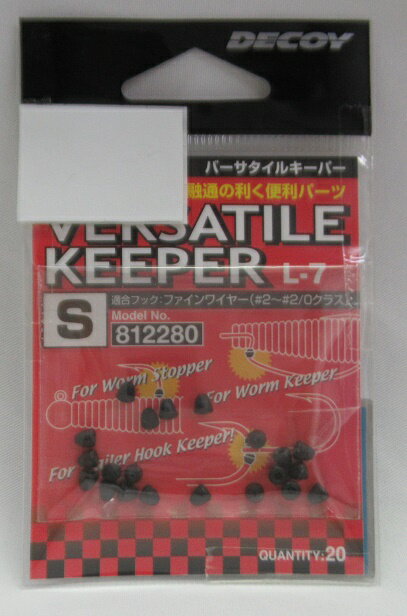 DECOY
バーサタイルキーパー
融通の利く便利パーツ
VERSATILE
KEEPER L-7
S
適合フック:ファインワイヤー(#2~#2/0クラス)
Model No.
812280
For Worm Stopper
For Worm Keeper
For Hook Keeper!
QUANTITY:20